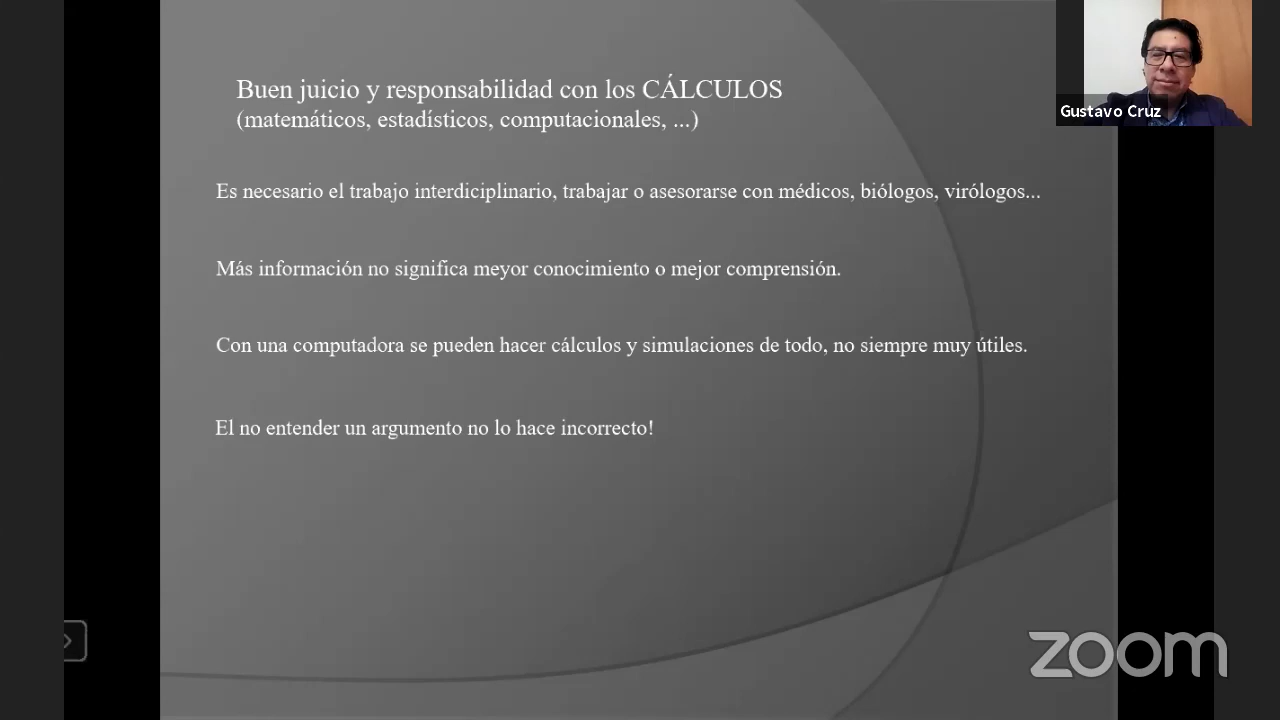 Buen juicio y responsabilidad con los CÁLCULOS
(matemáticos, estadísticos, computacionales, ...)
Es necesario el trabajo interdiciplinario, trabajar o asesorarse con médicos, biólogos, virólogos...
Más información no significa meyor conocimiento o mejor comprensión.
Con una computadora se pueden hacer cálculos y simulaciones de todo, no siempre muy útiles.
El no entender un argumento no lo hace incorrecto!
Gustavo Cruz
zoom